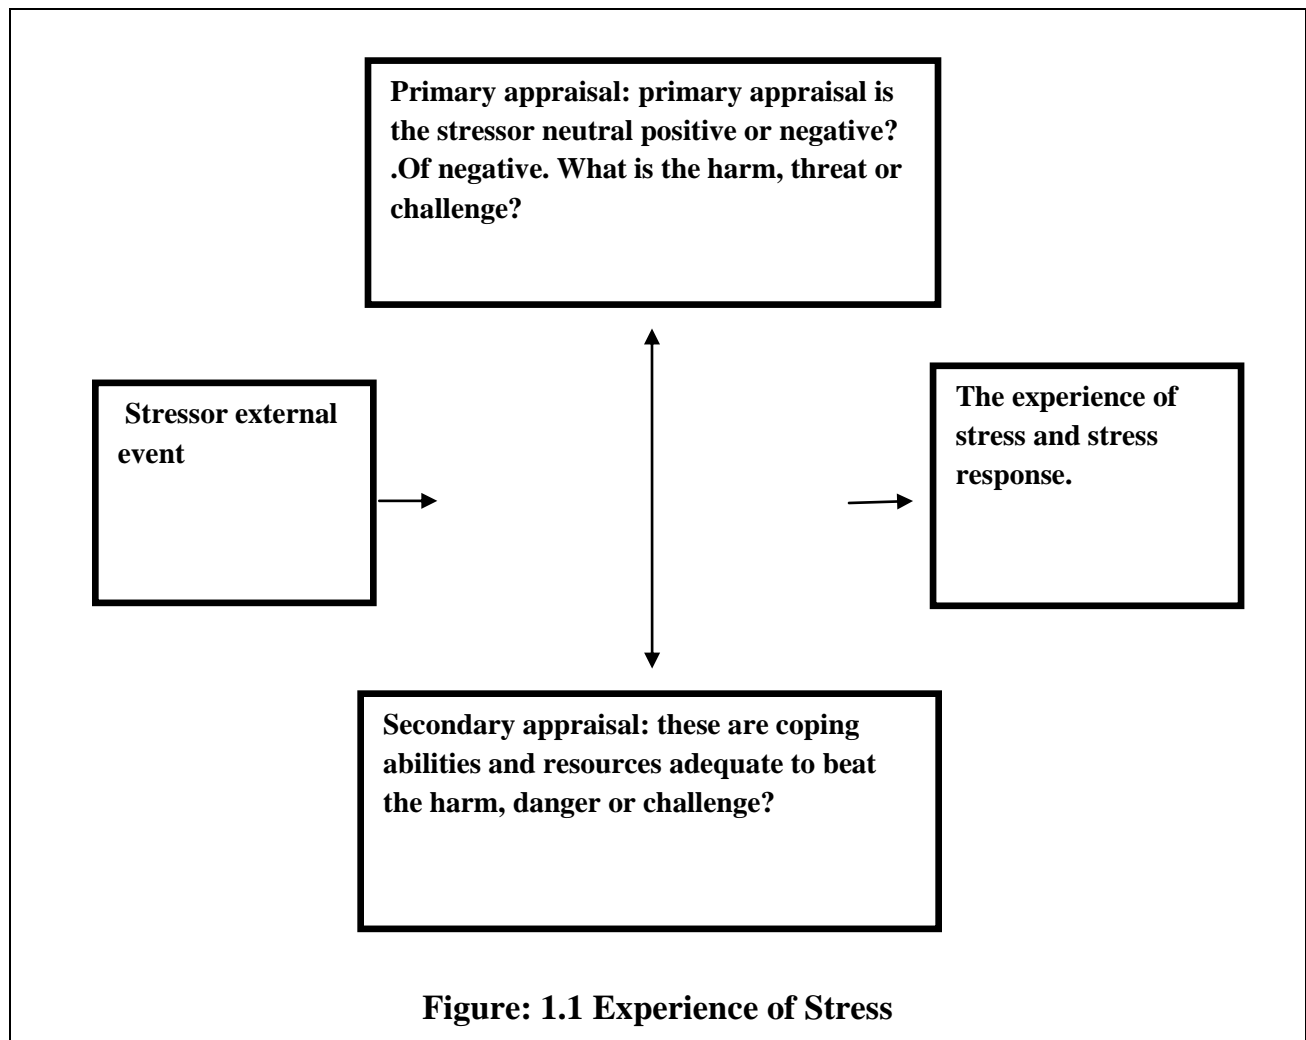 Primary appraisal: primary appraisal is
the stressor neutral positive or negative?
.Of negative. What is the harm, threat or
challenge?
Stressor external
event
The experience of
stress and stress
response.
Secondary appraisal: these are coping
abilities and resources adequate to beat
the harm, danger or challenge?
Figure: 1.1 Experience of Stress